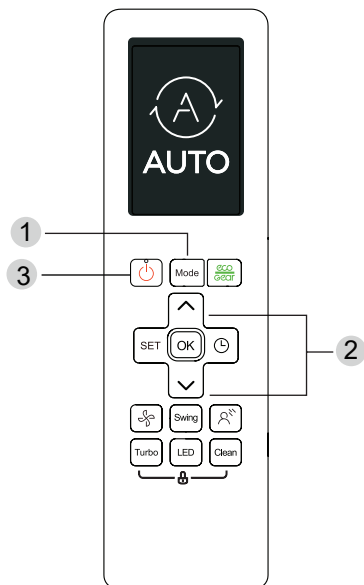 A
AUTO
1
3
Mode
eco
Gear
SET
OK
2
Swing
Turbo
LED
Clean